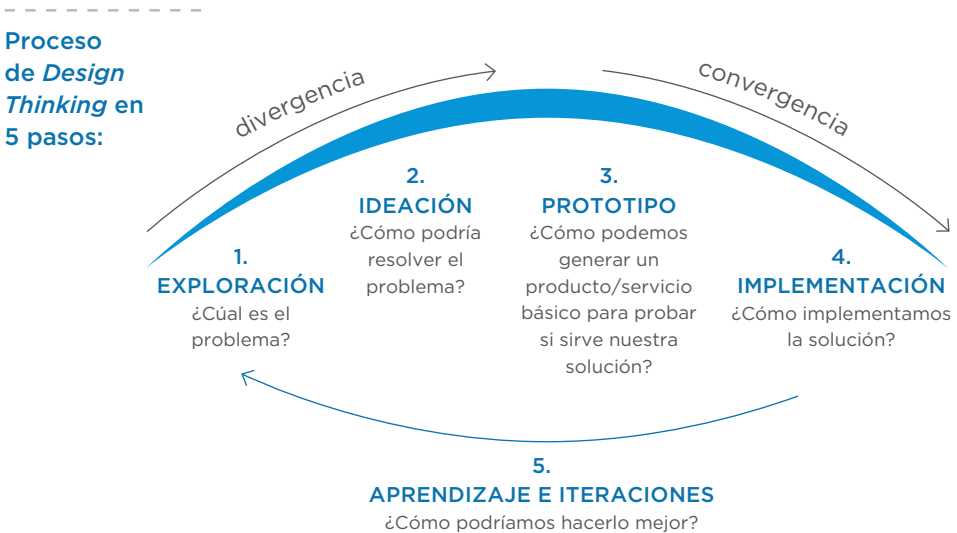 Proceso
de Design
Thinking en
5 pasos:
divergencia
convergencia
1.
EXPLORACIÓN
¿Cúal es el
problema?
2.
IDEACIÓN
¿Cómo podría
resolver el
problema?
3.
PROTOTIPO
¿Cómo podemos
generar un
producto/servicio
básico para probar
si sirve nuestra
solución?
4.
IMPLEMENTACIÓN
¿Cómo implementamos
la solución?
5.
APRENDIZAJE E ITERACIONES
¿Cómo podríamos hacerlo mejor?